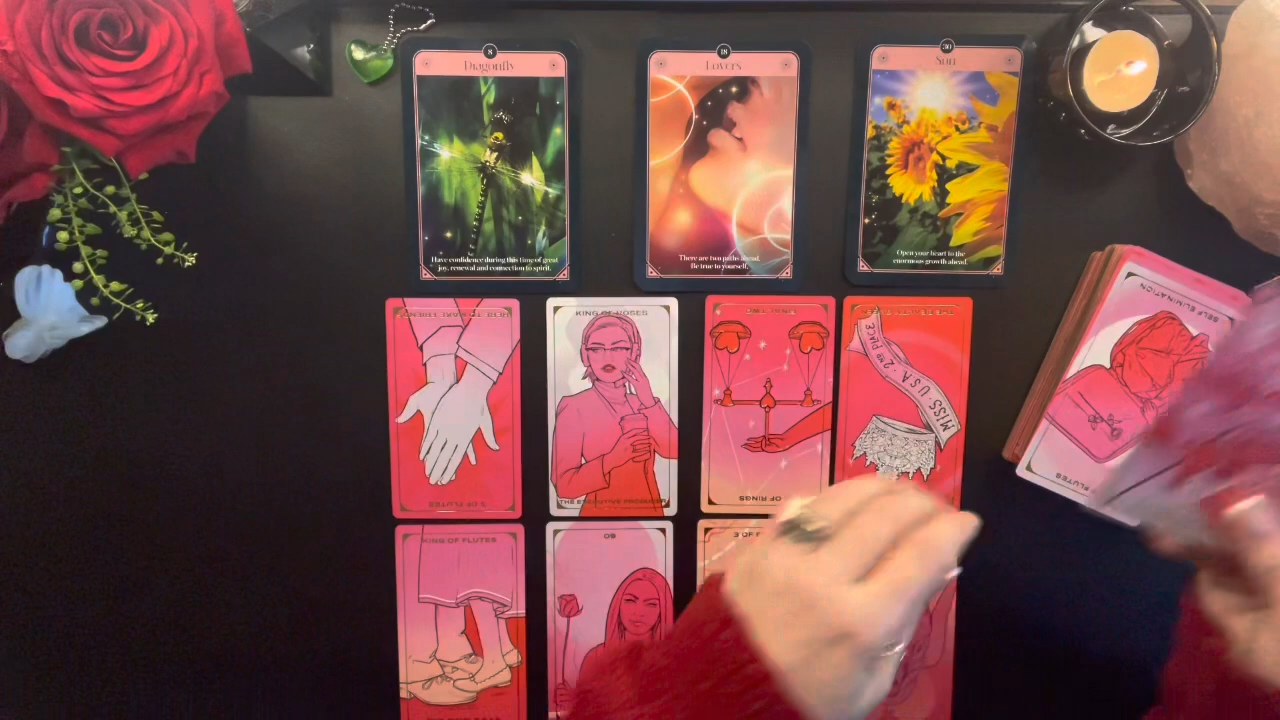 8
Dragonfly
Have confidence during this time of great
joy, renewal and connection to spirit.
18
Lovers
There are two paths ahead.
Be true to yourself.
30
Sun
Open your heart to the
enormous growth ahead.
KING OF ROSES
THE EXECUTIVE PRODUCER
OF RINGS
MISS · U.S.A · 2ND PLACE
SELF ELIMINATION
FLUTES
KING OF FLUTES
09